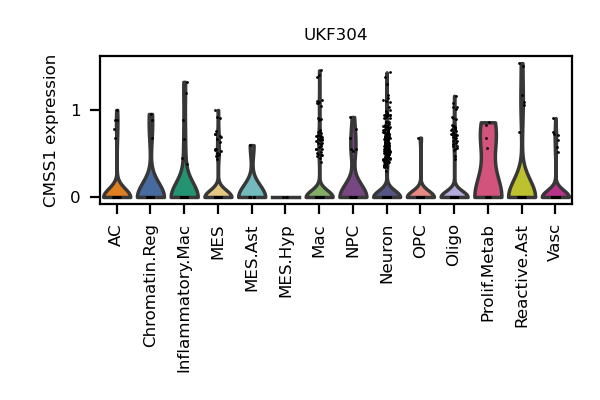 UKF304
CMSS1 expression
1
0
AC
Chromatin.Reg
Inflammatory.Mac
MES
MES.Ast
MES.Hyp
Mac
NPC
Neuron
OPC
Oligo
Prolif.Metab
Reactive.Ast
Vasc